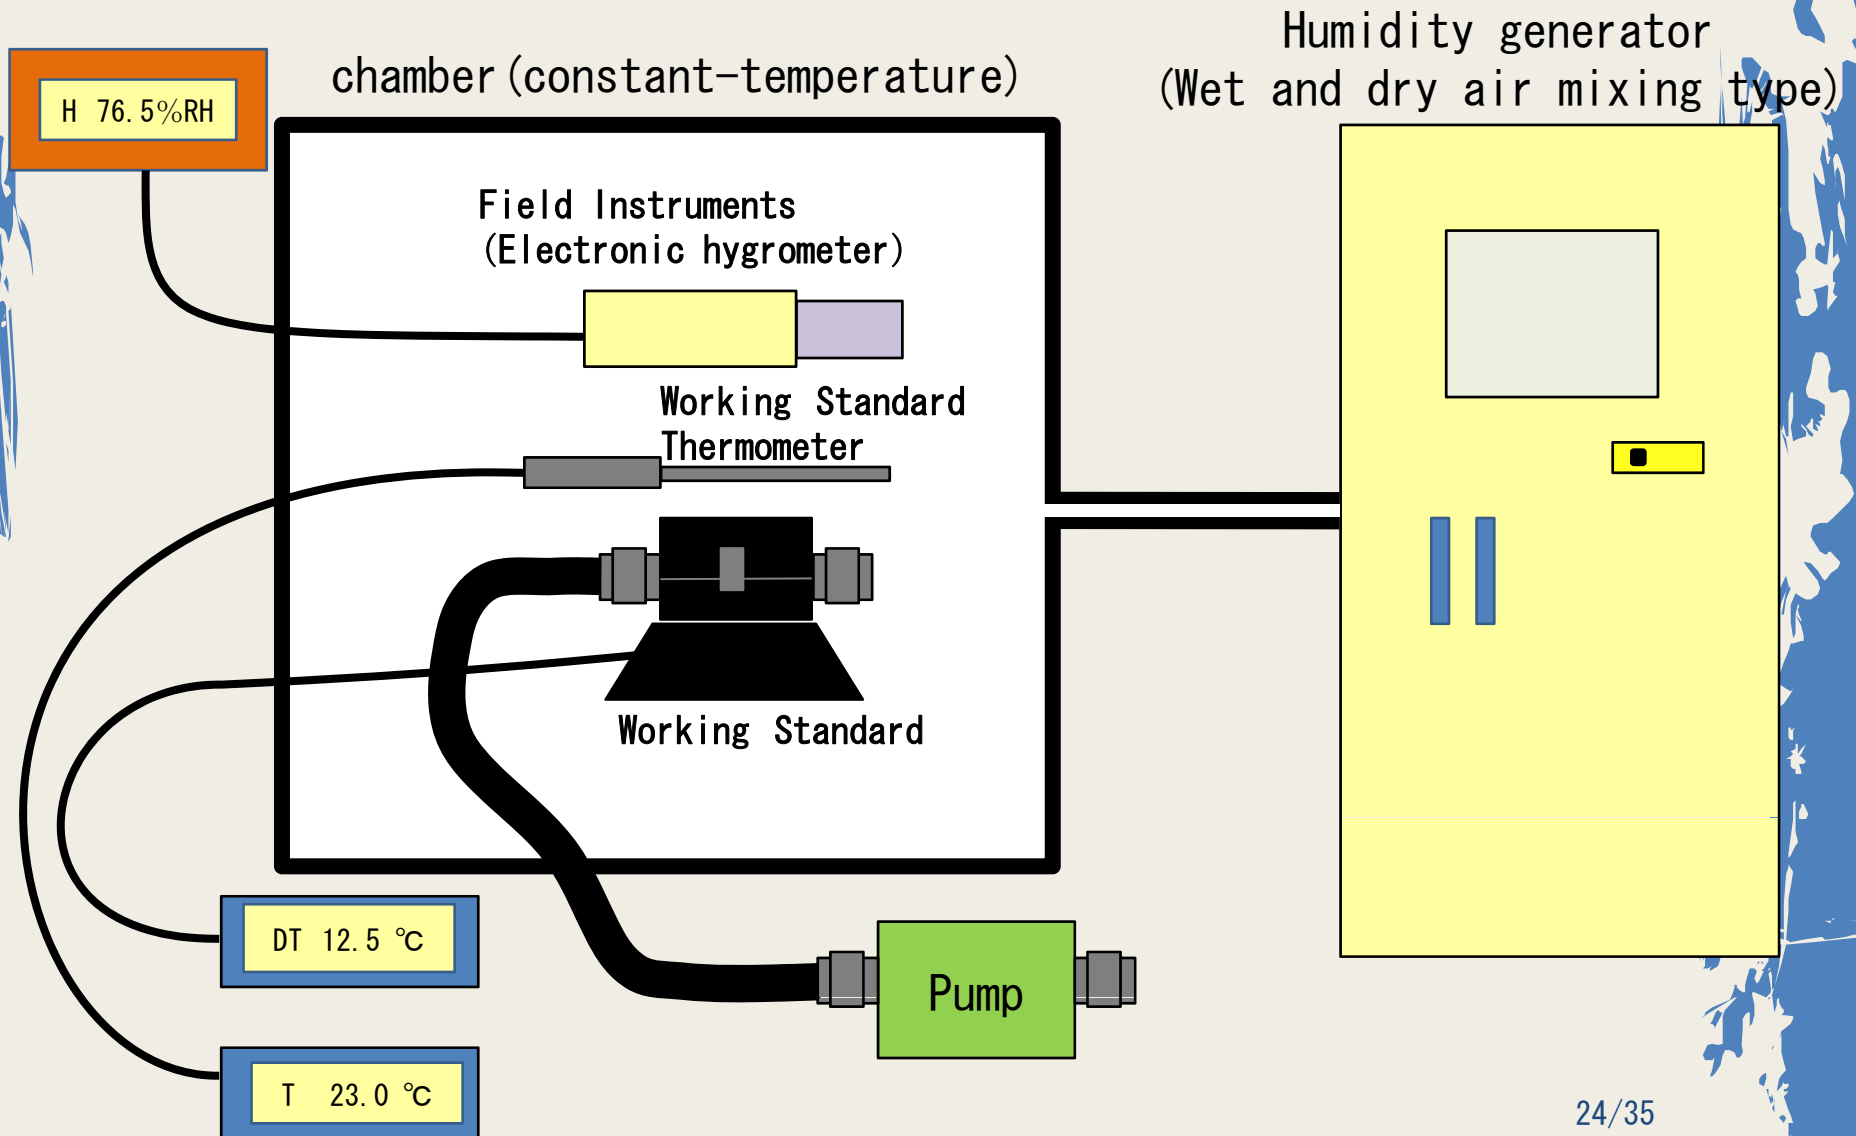 Humidity generator
(Wet and dry air mixing type)
chamber(constant-temperature)
H 76.5%RH
Field Instruments
(Electronic hygrometer)
Working Standard
Thermometer
Working Standard
DT 12.5 ℃
Pump
T 23.0 ℃
24/35